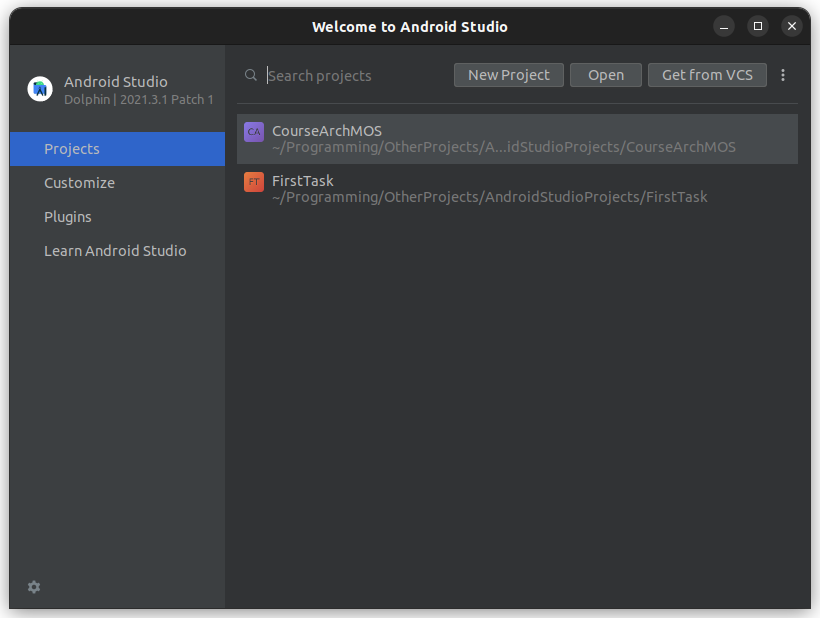 Welcome to Android Studio
Android Studio
Dolphin | 2021.3.1 Patch 1
Projects
Customize
Plugins
Learn Android Studio
Search projects
New Project
Open
Get from VCS
CA
CourseArchMOS
~/Programming/OtherProjects/A...idStudioProjects/CourseArchMOS
FT
FirstTask
~/Programming/OtherProjects/AndroidStudioProjects/FirstTask